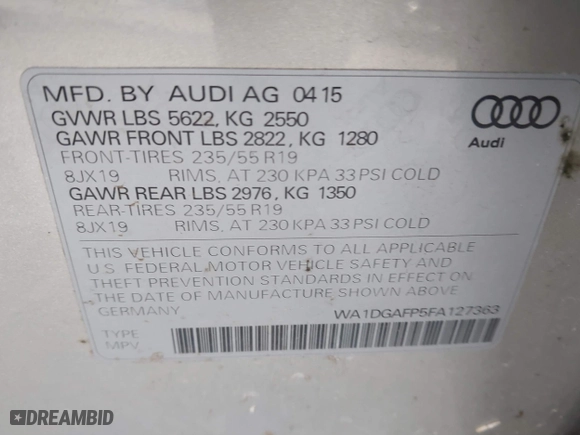 MFD. BY AUDI AG 04 15
GVWR LBS 5622, KG 2550
GAWR FRONT LBS 2822, KG 1280
FRONT-TIRES 235/55 R19
8JX19 RIMS, AT 230 KPA 33 PSI COLD
GAWR REAR LBS 2976, KG 1350
REAR-TIRES 235/55 R19
8JX19 RIMS, AT 230 KPA 33 PSI COLD
THIS VEHICLE CONFORMS TO ALL APPLICABLE
U.S. FEDERAL MOTOR VEHICLE SAFETY AND
THEFT PREVENTION STANDARDS IN EFFECT ON
THE DATE OF MANUFACTURE SHOWN ABOVE.
GERMANY
WA1DGAFP5FA127363
TYPE
MPV
Audi
DREAMBID